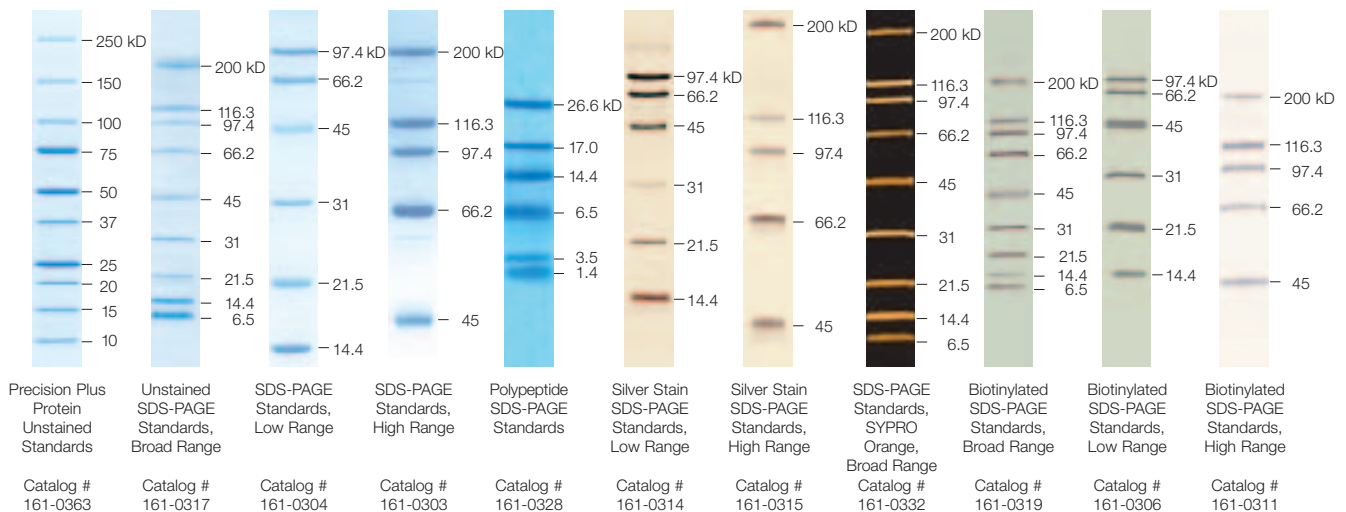 250 kD
150
100
75
50
37
25
20
15
10
Precision Plus
Protein
Unstained
Standards
Catalog #
161-0363
200 kD
116.3
97.4
66.2
45
31
21.5
14.4
6.5
Unstained
SDS-PAGE
Standards,
Broad Range
Catalog #
161-0317
97.4 kD
66.2
45
31
21.5
14.4
SDS-PAGE
Standards,
Low Range
Catalog #
161-0304
200 kD
116.3
97.4
66.2
45
SDS-PAGE
Standards,
High Range
Catalog #
161-0303
26.6 kD
17.0
14.4
6.5
3.5
1.4
Polypeptide
SDS-PAGE
Standards
Catalog #
161-0328
97.4 kD
66.2
45
31
21.5
14.4
Silver Stain
SDS-PAGE
Standards,
Low Range
Catalog #
161-0314
200 kD
116.3
97.4
66.2
45
Silver Stain
SDS-PAGE
Standards,
High Range
Catalog #
161-0315
200 kD
116.3
97.4
66.2
45
31
21.5
14.4
6.5
SDS-PAGE
Standards,
SYPRO
Orange,
Broad Range
Catalog #
161-0332
200 kD
116.3
97.4
66.2
45
31
21.5
14.4
6.5
Biotinylated
SDS-PAGE
Standards,
Broad Range
Catalog #
161-0319
97.4 kD
66.2
45
31
21.5
14.4
Biotinylated
SDS-PAGE
Standards,
Low Range
Catalog #
161-0306
200 kD
116.3
97.4
66.2
45
Biotinylated
SDS-PAGE
Standards,
High Range
Catalog #
161-0311